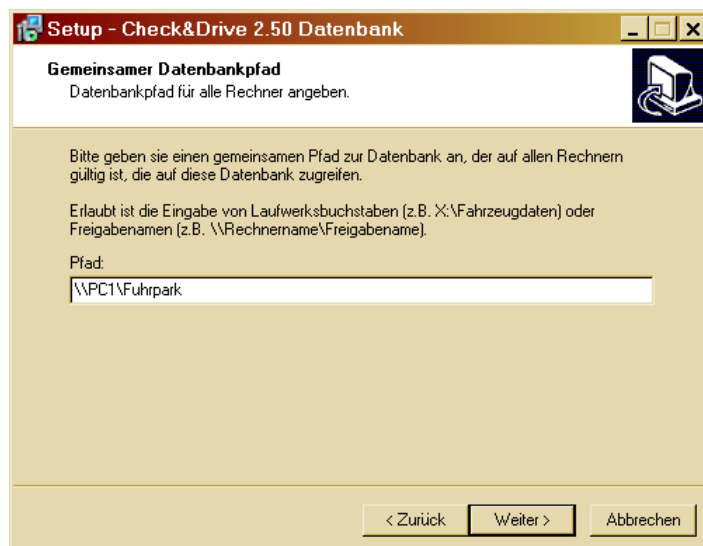 Setup - Check&Drive 2.50 Datenbank
Gemeinsamer Datenbankpfad
Datenbankpfad für alle Rechner angeben.
Bitte geben sie einen gemeinsamen Pfad zur Datenbank an, der auf allen Rechnern
gültig ist, die auf diese Datenbank zugreifen.
Erlaubt ist die Eingabe von Laufwerksbuchstaben (z.B. X:\Fahrzeugdaten) oder
Freigabenamen (z.B. \\Rechnername\Freigabename).
Pfad:
\\PC1\Fuhrpark
< Zurück Weiter > Abbrechen